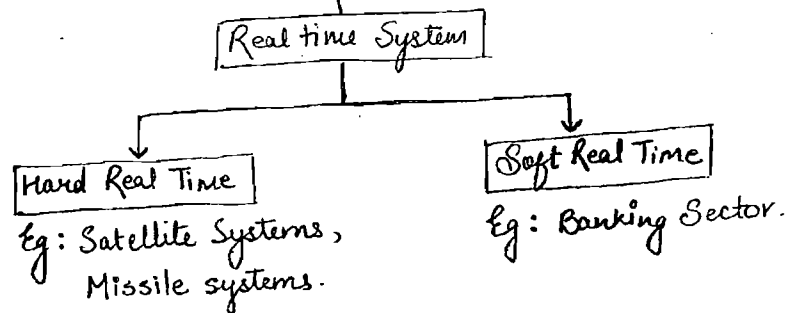 Real time System
Hard Real Time
Soft Real Time
Eg: Satellite Systems,
Missile systems.
Eg: Banking Sector.